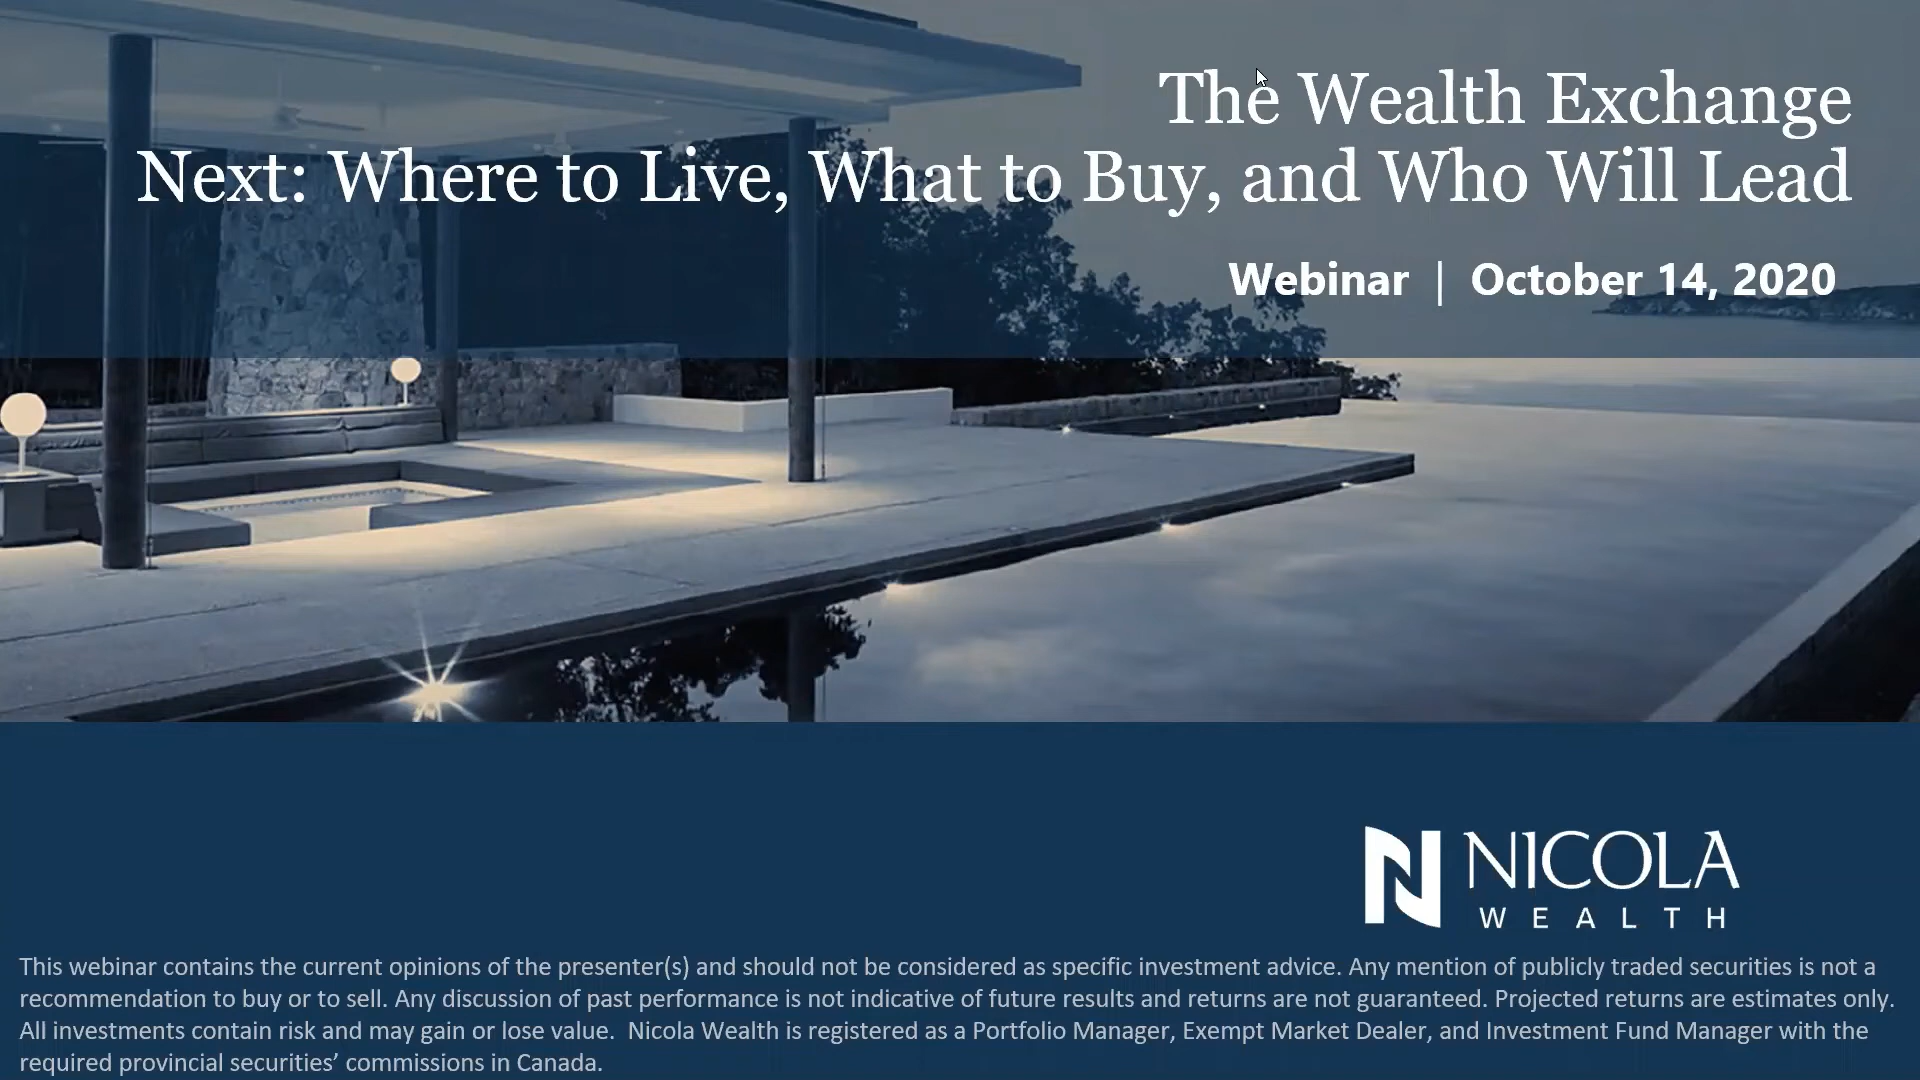 The Wealth Exchange
Next: Where to Live, What to Buy, and Who Will Lead
Webinar | October 14, 2020
NICOLA
WEALTH
This webinar contains the current opinions of the presenter(s) and should not be considered as specific investment advice. Any mention of publicly traded securities is not a
recommendation to buy or to sell. Any discussion of past performance is not indicative of future results and returns are not guaranteed. Projected returns are estimates only.
All investments contain risk and may gain or lose value.  Nicola Wealth is registered as a Portfolio Manager, Exempt Market Dealer, and Investment Fund Manager with the
required provincial securities’ commissions in Canada.